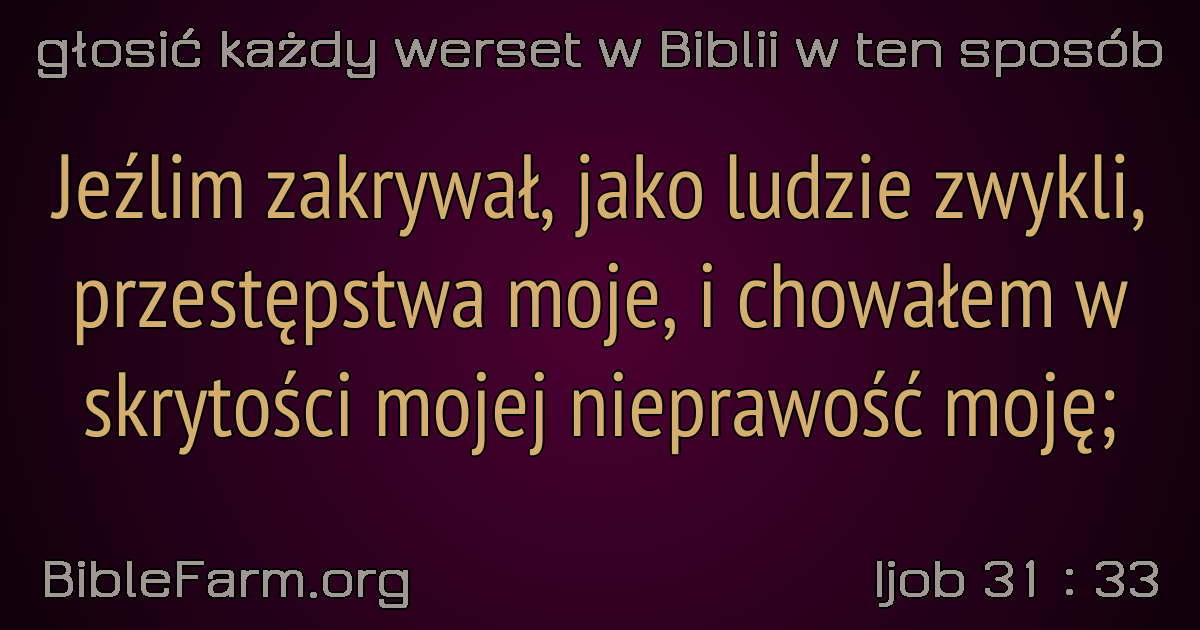 głosić każdy werset w Biblii w ten sposób
Jeźlim zakrywał, jako ludzie zwykli,
przestępstwa moje, i chowałem w
skrytości mojej nieprawość moję;
BibleFarm.org
Ijob 31 : 33